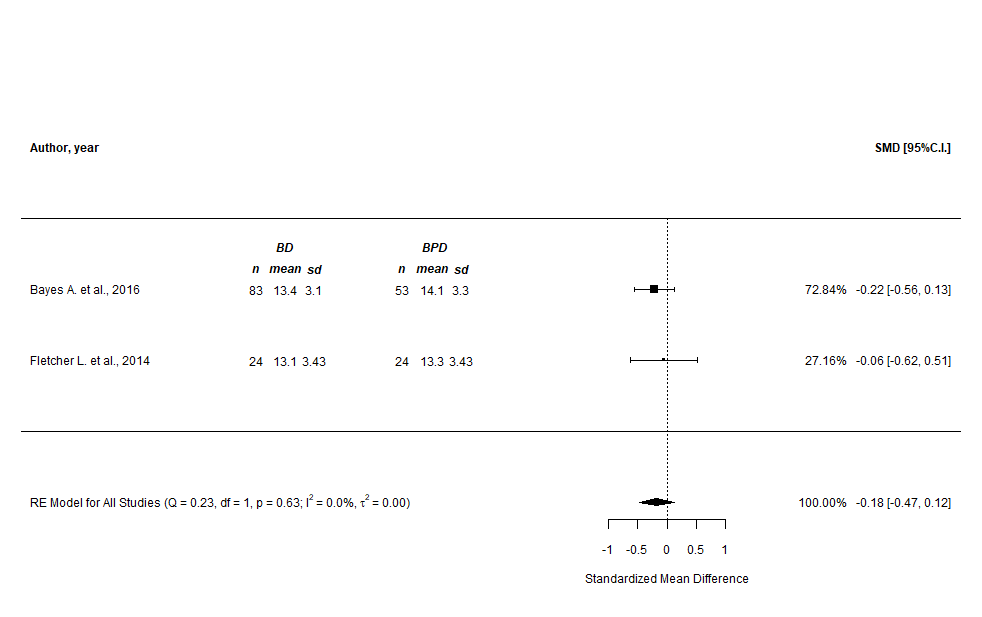 Author, year SMD [95%C.I.]
BD BPD
n mean sd n mean sd
Bayes A. et al., 2016 83 13.4 3.1 53 14.1 3.3 72.84% -0.22 [-0.56, 0.13]
Fletcher L. et al., 2014 24 13.1 3.43 24 13.3 3.43 27.16% -0.06 [-0.62, 0.51]
RE Model for All Studies (Q = 0.23, df = 1, p = 0.63; I² = 0.0%, τ² = 0.00) 100.00% -0.18 [-0.47, 0.12]
-1 -0.5 0 0.5 1
Standardized Mean Difference